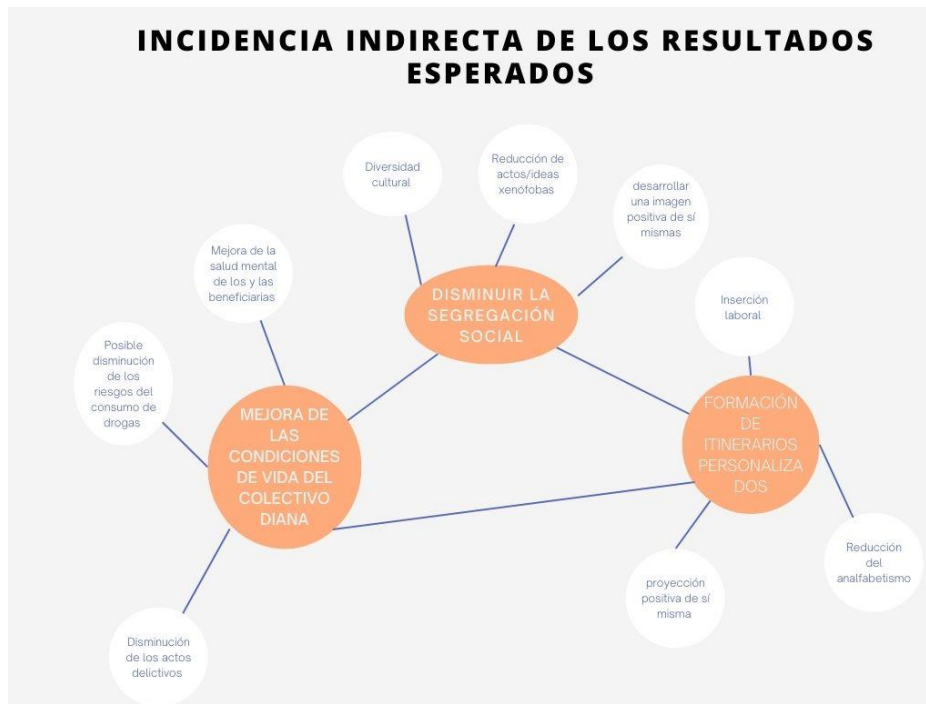 INCIDENCIA INDIRECTA DE LOS RESULTADOS
ESPERADOS
Diversidad
cultural
Reducción de
actos/ideas
xenófobas
desarrollar
una imagen
positiva de sí
mismas
Mejora de la
salud mental
de los y las
beneficiarias
DISMINUIR LA
SEGREGACIÓN
SOCIAL
Inserción
laboral
Posible
disminución
de los
riesgos del
consumo de
drogas
MEJORA DE
LAS
CONDICIONES
DE VIDA DEL
COLECTIVO
DIANA
FORMACIÓN
DE
ITINERARIOS
PERSONALIZA
DOS
Reducción
del
analfabetismo
proyección
positiva de sí
misma
Disminución
de los actos
delictivos